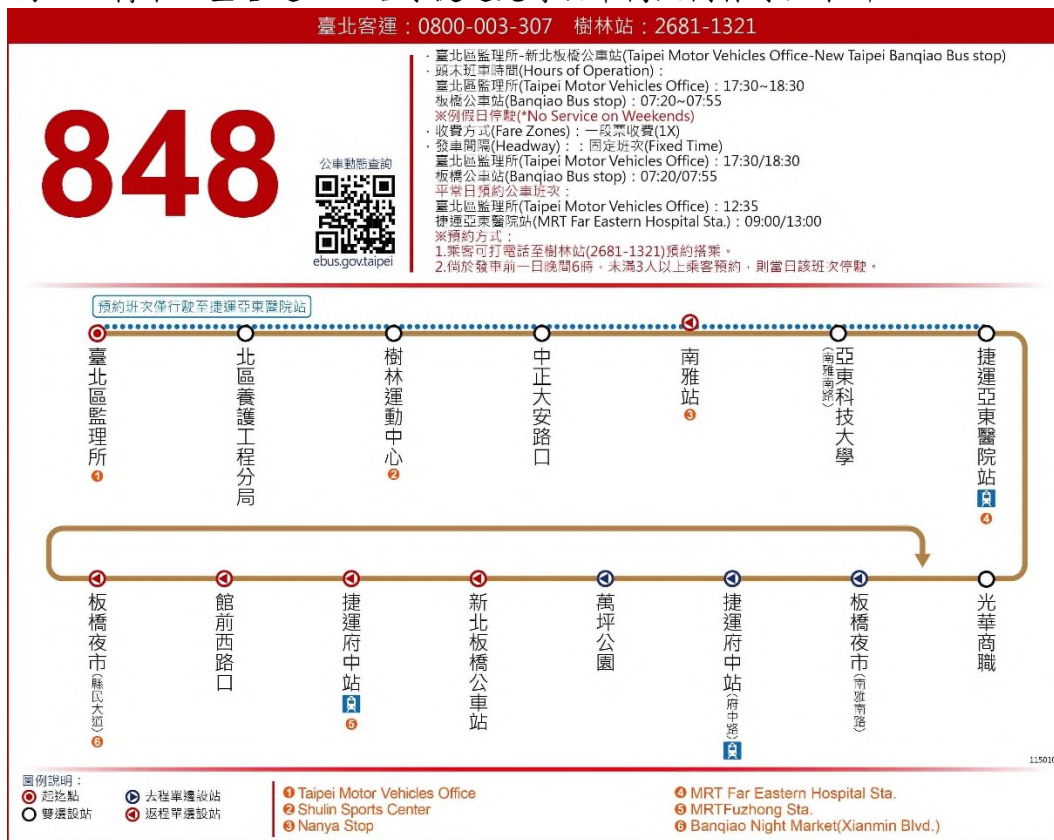 臺北客運：0800-003-307 樹林站：2681-1321
848
公車動態查詢
ebus.gov.taipei
· 臺北區監理所-新北板橋公車站(Taipei Motor Vehicles Office-New Taipei Banqiao Bus stop)
· 頭末班車時間(Hours of Operation)：
臺北區監理所(Taipei Motor Vehicles Office)：17:30~18:30
板橋公車站(Banqiao Bus stop)：07:20~07:55
※例假日停駛(*No Service on Weekends)
· 收費方式(Fare Zones)：一段票收費(1X)
· 發車間隔(Headway)：：固定班次(Fixed Time)
臺北區監理所(Taipei Motor Vehicles Office)：17:30/18:30
板橋公車站(Banqiao Bus stop)：07:20/07:55
平常日預約公車班次：
臺北區監理所(Taipei Motor Vehicles Office)：12:35
捷運亞東醫院站(MRT Far Eastern Hospital Sta.)：09:00/13:00
※預約方式：
1.乘客可打電話至樹林站(2681-1321)預約搭乘。
2.倘於發車前一日晚間6時，未滿3人以上乘客預約，則當日該班次停駛。
預約班次僅行駛至捷運亞東醫院站
臺北區監理所❶
北區養護工程分局
樹林運動中心❷
中正大安路口
南雅站❸
亞東科技大學(南雅南路)
捷運亞東醫院站❹
板橋夜市(縣民大道)❻
館前西路口
捷運府中站❺
新北板橋公車站
萬坪公園
捷運府中站(府中路)
板橋夜市(南雅南路)
光華商職
115010
圖例說明：
起迄點
去程單邊設站
雙邊設站
返程單邊設站
❶ Taipei Motor Vehicles Office
❷ Shulin Sports Center
❸ Nanya Stop
❹ MRT Far Eastern Hospital Sta.
❺ MRTFuzhong Sta.
❻ Banqiao Night Market(Xianmin Blvd.)